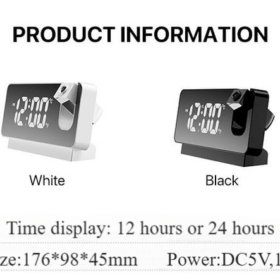 PRODUCT INFORMATION
12:00 12:00
White Black
Time display: 12 hours or 24 hours
ze:176*98*45mm Power:DC5V,1